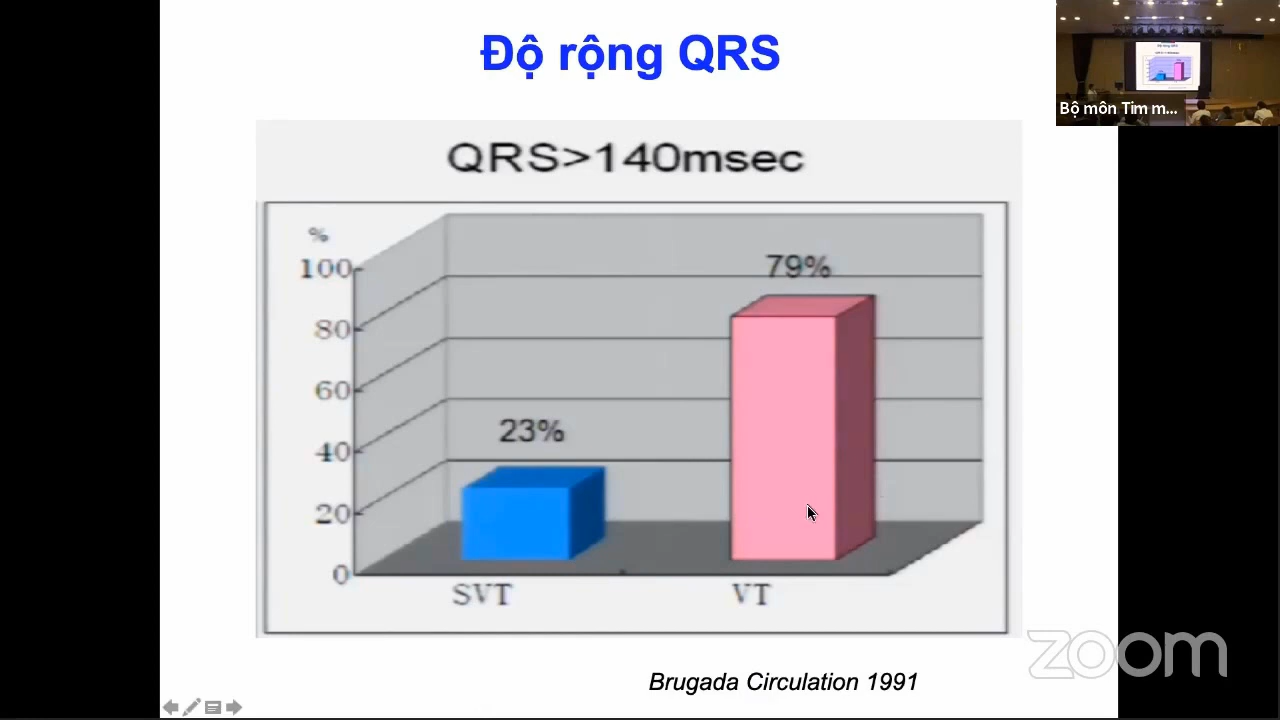 Độ rộng QRS
Bộ môn Tim m...
QRS>140msec
%
100
80
60
40
20
0
79%
23%
SVT
VT
Brugada Circulation 1991
zoom